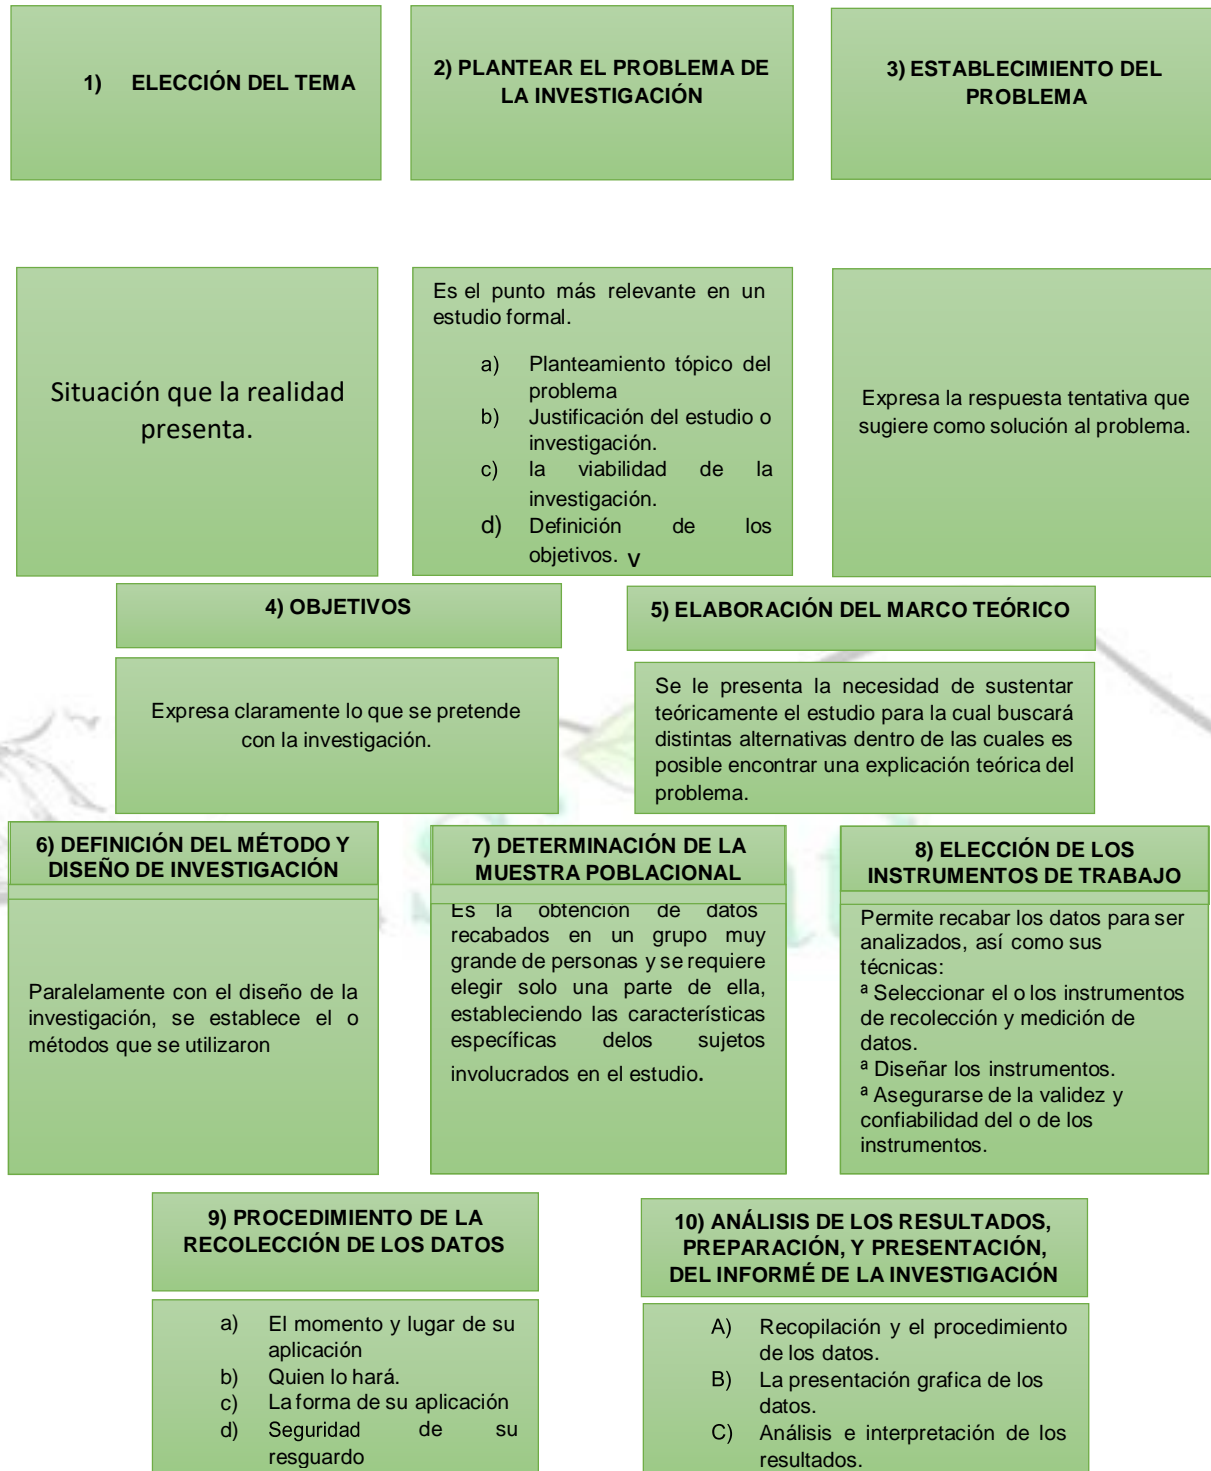 1) ELECCIÓN DEL TEMA
2) PLANTEAR EL PROBLEMA DE
LA INVESTIGACIÓN
3) ESTABLECIMIENTO DEL
PROBLEMA
Situación que la realidad
presenta.
Es el punto más relevante en un
estudio formal.
a) Planteamiento tópico del
problema
b) Justificación del estudio o
investigación.
c) la viabilidad de la
investigación.
d) Definición de los
objetivos. v
Expresa la respuesta tentativa que
sugiere como solución al problema.
4) OBJETIVOS
Expresa claramente lo que se pretende
con la investigación.
5) ELABORACIÓN DEL MARCO TEÓRICO
Se le presenta la necesidad de sustentar
teóricamente el estudio para la cual buscará
distintas alternativas dentro de las cuales es
posible encontrar una explicación teórica del
problema.
6) DEFINICIÓN DEL MÉTODO Y
DISEÑO DE INVESTIGACIÓN
Paralelamente con el diseño de la
investigación, se establece el o
métodos que se utilizaron
7) DETERMINACIÓN DE LA
MUESTRA POBLACIONAL
Es la obtención de datos
recabados en un grupo muy
grande de personas y se requiere
elegir solo una parte de ella,
estableciendo las características
específicas delos sujetos
involucrados en el estudio.
8) ELECCIÓN DE LOS
INSTRUMENTOS DE TRABAJO
Permite recabar los datos para ser
analizados, así como sus
técnicas:
ª Seleccionar el o los instrumentos
de recolección y medición de
datos.
ª Diseñar los instrumentos.
ª Asegurarse de la validez y
confiabilidad del o de los
instrumentos.
9) PROCEDIMIENTO DE LA
RECOLECCIÓN DE LOS DATOS
a) El momento y lugar de su
aplicación
b) Quien lo hará.
c) La forma de su aplicación
d) Seguridad de su
resguardo
10) ANÁLISIS DE LOS RESULTADOS,
PREPARACIÓN, Y PRESENTACIÓN,
DEL INFORMÉ DE LA INVESTIGACIÓN
A) Recopilación y el procedimiento
de los datos.
B) La presentación grafica de los
datos.
C) Análisis e interpretación de los
resultados.